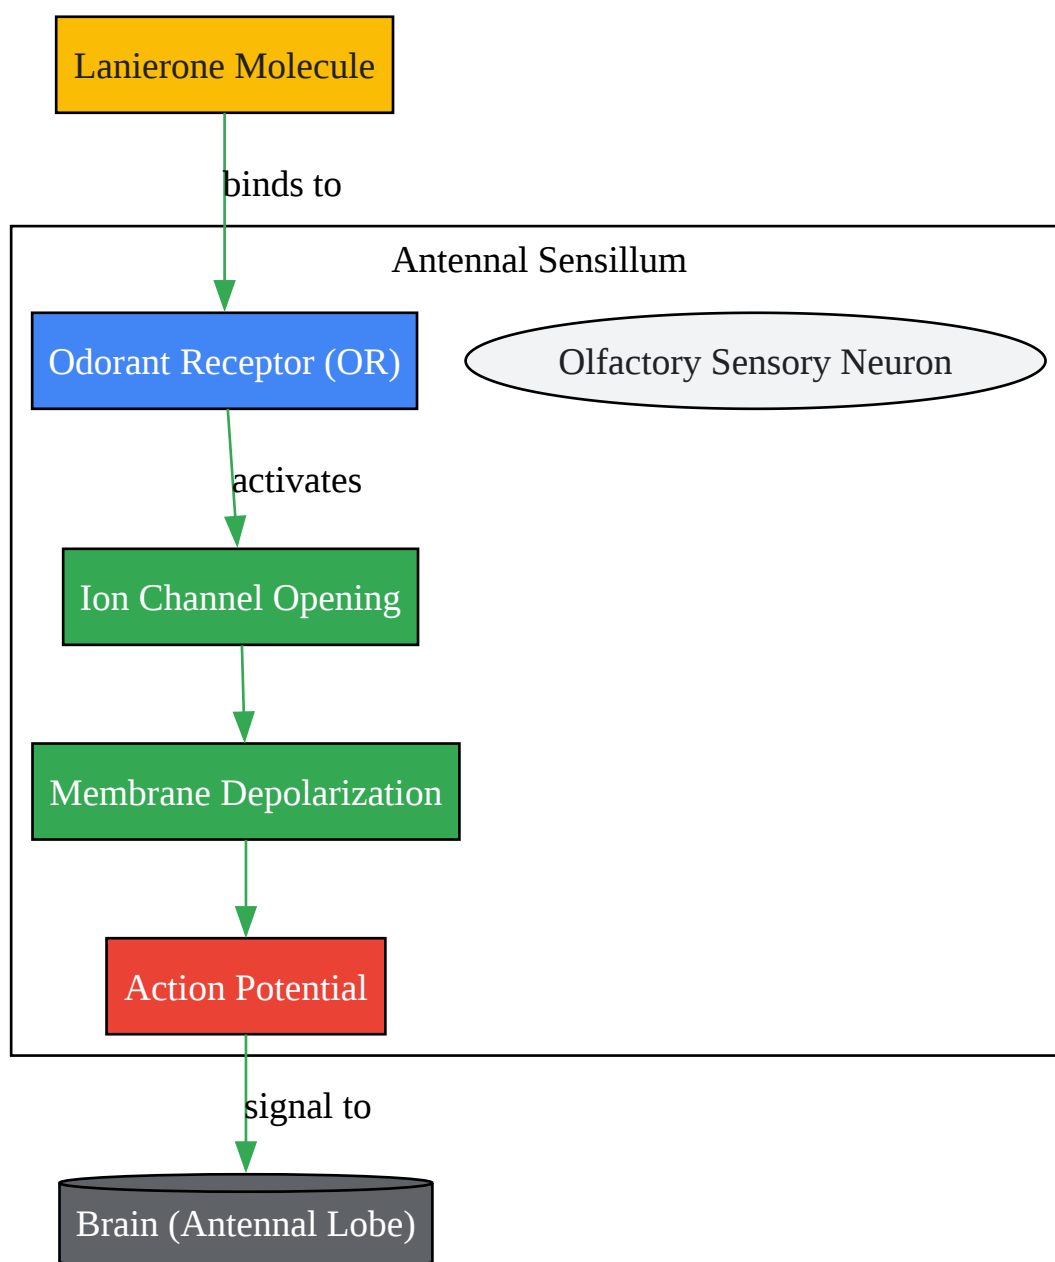 Lanierone Molecule
binds to
Antennal Sensillum
Odorant Receptor (OR)
Olfactory Sensory Neuron
activates
Ion Channel Opening
Membrane Depolarization
Action Potential
signal to
Brain (Antennal Lobe)